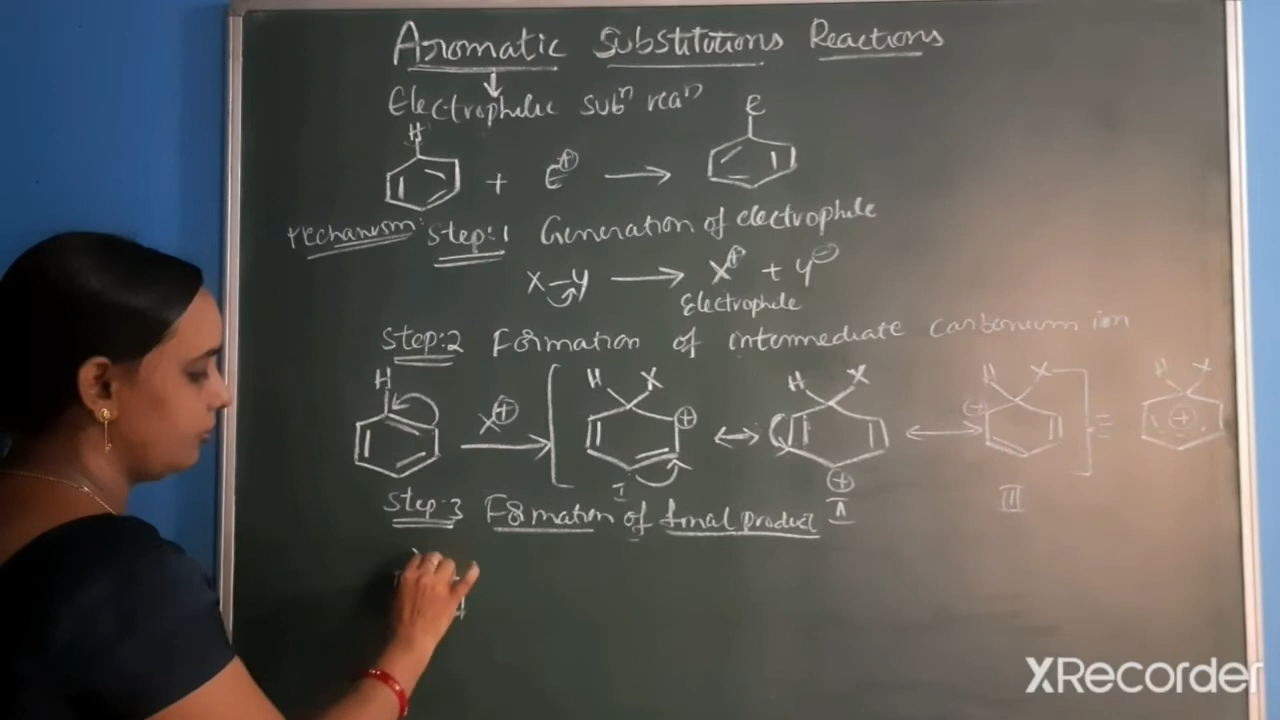 Aromatic Substitutions Reactions
Electrophilic subⁿ reaⁿ
H E
+ E⊕ →
Mechanism: Step:1 Generation of electrophile
X—Y → X⊕ + Y⊖
Electrophile
Step:2 Formation of intermediate carbonium ion
H X⊕ → [ H X ⊕ ↔ H X ⊕ ↔ H X ⊕ ] ≡ H X ⊕
I II III
Step:3 Formation of final product
XRecorder